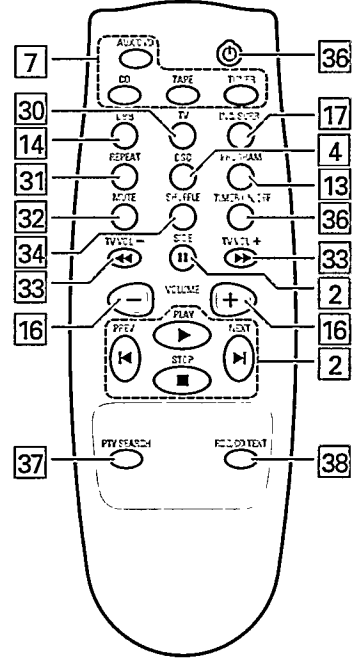 7
36
CD
TAPE
TUNER
30
TV
14
17
4
REPEAT
DSC
PROGRAM
31
13
MUTE
SHUFFLE
32
36
34
TV VOL −
SIDE
TV VOL +
33
33
2
VOLUME
16
−
+
16
PLAY
PREV
NEXT
2
STOP
PTY SEARCH
37
38